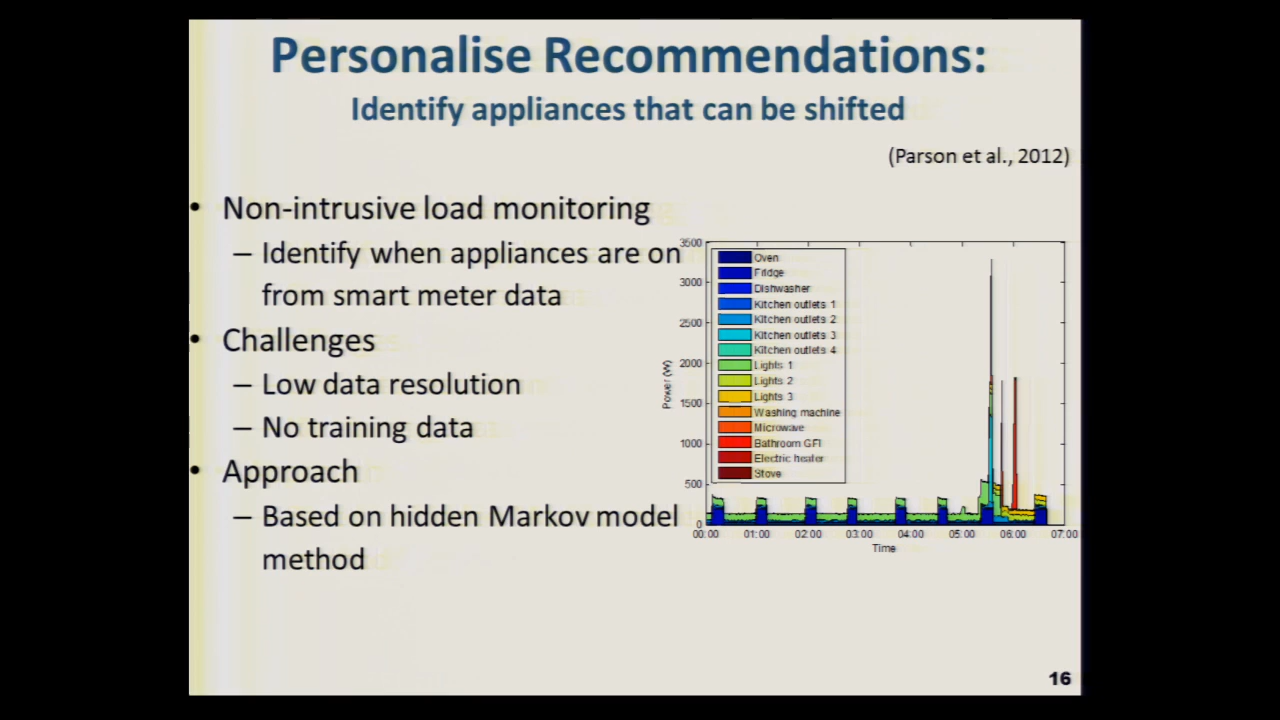 Personalise Recommendations:
Identify appliances that can be shifted
(Parson et al., 2012)
• Non-intrusive load monitoring
– Identify when appliances are on
from smart meter data
• Challenges
– Low data resolution
– No training data
• Approach
– Based on hidden Markov model
method
3500
3000
2500
2000
1500
1000
500
0
Power (W)
Oven
Fridge
Dishwasher
Kitchen outlets 1
Kitchen outlets 2
Kitchen outlets 3
Kitchen outlets 4
Lights 1
Lights 2
Lights 3
Washing machine
Microwave
Bathroom GFI
Electric heater
Stove
00:00 01:00 02:00 03:00 04:00 05:00 06:00 07:00
Time
16